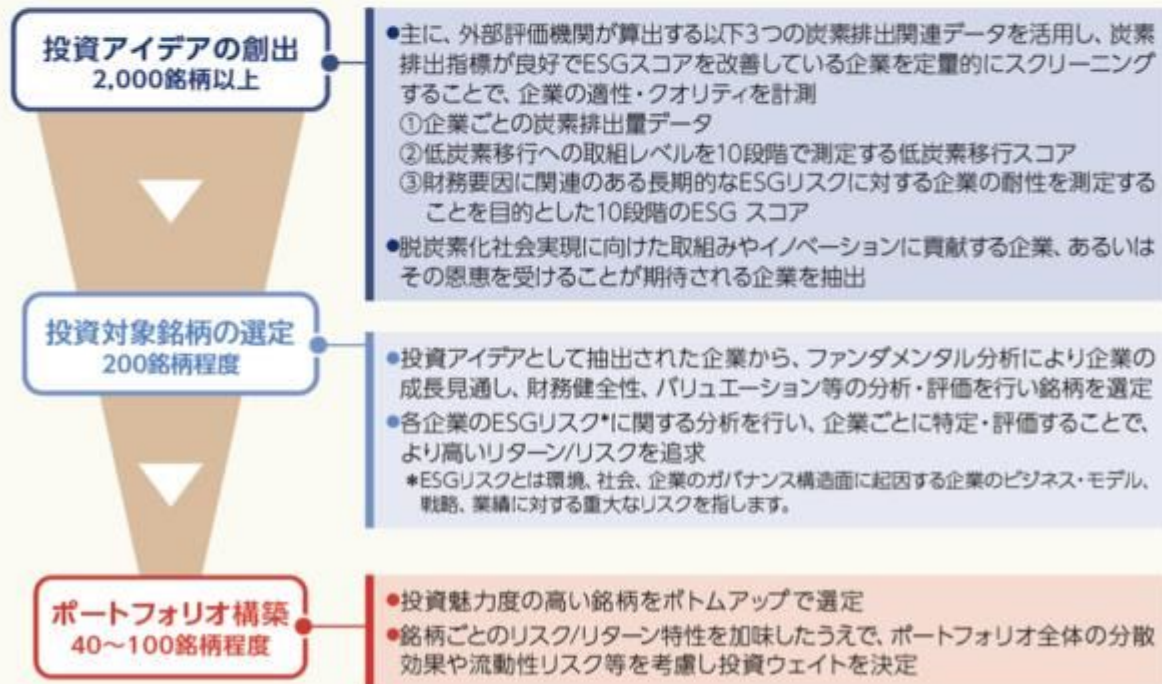 投資アイデアの創出
2,000銘柄以上
●主に、外部評価機関が算出する以下3つの炭素排出関連データを活用し、炭素
排出指標が良好でESGスコアを改善している企業を定量的にスクリーニング
することで、企業の適性・クオリティを計測
①企業ごとの炭素排出量データ
②低炭素移行への取組レベルを10段階で測定する低炭素移行スコア
③財務要因に関連のある長期的なESGリスクに対する企業の耐性を測定する
ことを目的とした10段階のESG スコア
●脱炭素化社会実現に向けた取組みやイノベーションに貢献する企業、あるいは
その恩恵を受けることが期待される企業を抽出
投資対象銘柄の選定
200銘柄程度
●投資アイデアとして抽出された企業から、ファンダメンタル分析により企業の
成長見通し、財務健全性、バリュエーション等の分析・評価を行い銘柄を選定
●各企業のESGリスク*に関する分析を行い、企業ごとに特定・評価することで、
より高いリターン/リスクを追求
*ESGリスクとは環境、社会、企業のガバナンス構造面に起因する企業のビジネス・モデル、
戦略、業績に対する重大なリスクを指します。
ポートフォリオ構築
40～100銘柄程度
●投資魅力度の高い銘柄をボトムアップで選定
●銘柄ごとのリスク/リターン特性を加味したうえで、ポートフォリオ全体の分散
効果や流動性リスク等を考慮し投資ウェイトを決定